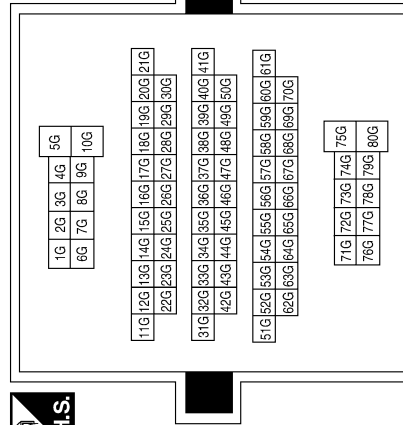 1G 2G 3G 4G 5G
6G 7G 8G 9G 10G
11G 12G 13G 14G 15G 16G 17G 18G 19G 20G 21G
22G 23G 24G 25G 26G 27G 28G 29G 30G
31G 32G 33G 34G 35G 36G 37G 38G 39G 40G 41G
42G 43G 44G 45G 46G 47G 48G 49G 50G
51G 52G 53G 54G 55G 56G 57G 58G 59G 60G 61G
62G 63G 64G 65G 66G 67G 68G 69G 70G
71G 72G 73G 74G 75G
76G 77G 78G 79G 80G
H.S.